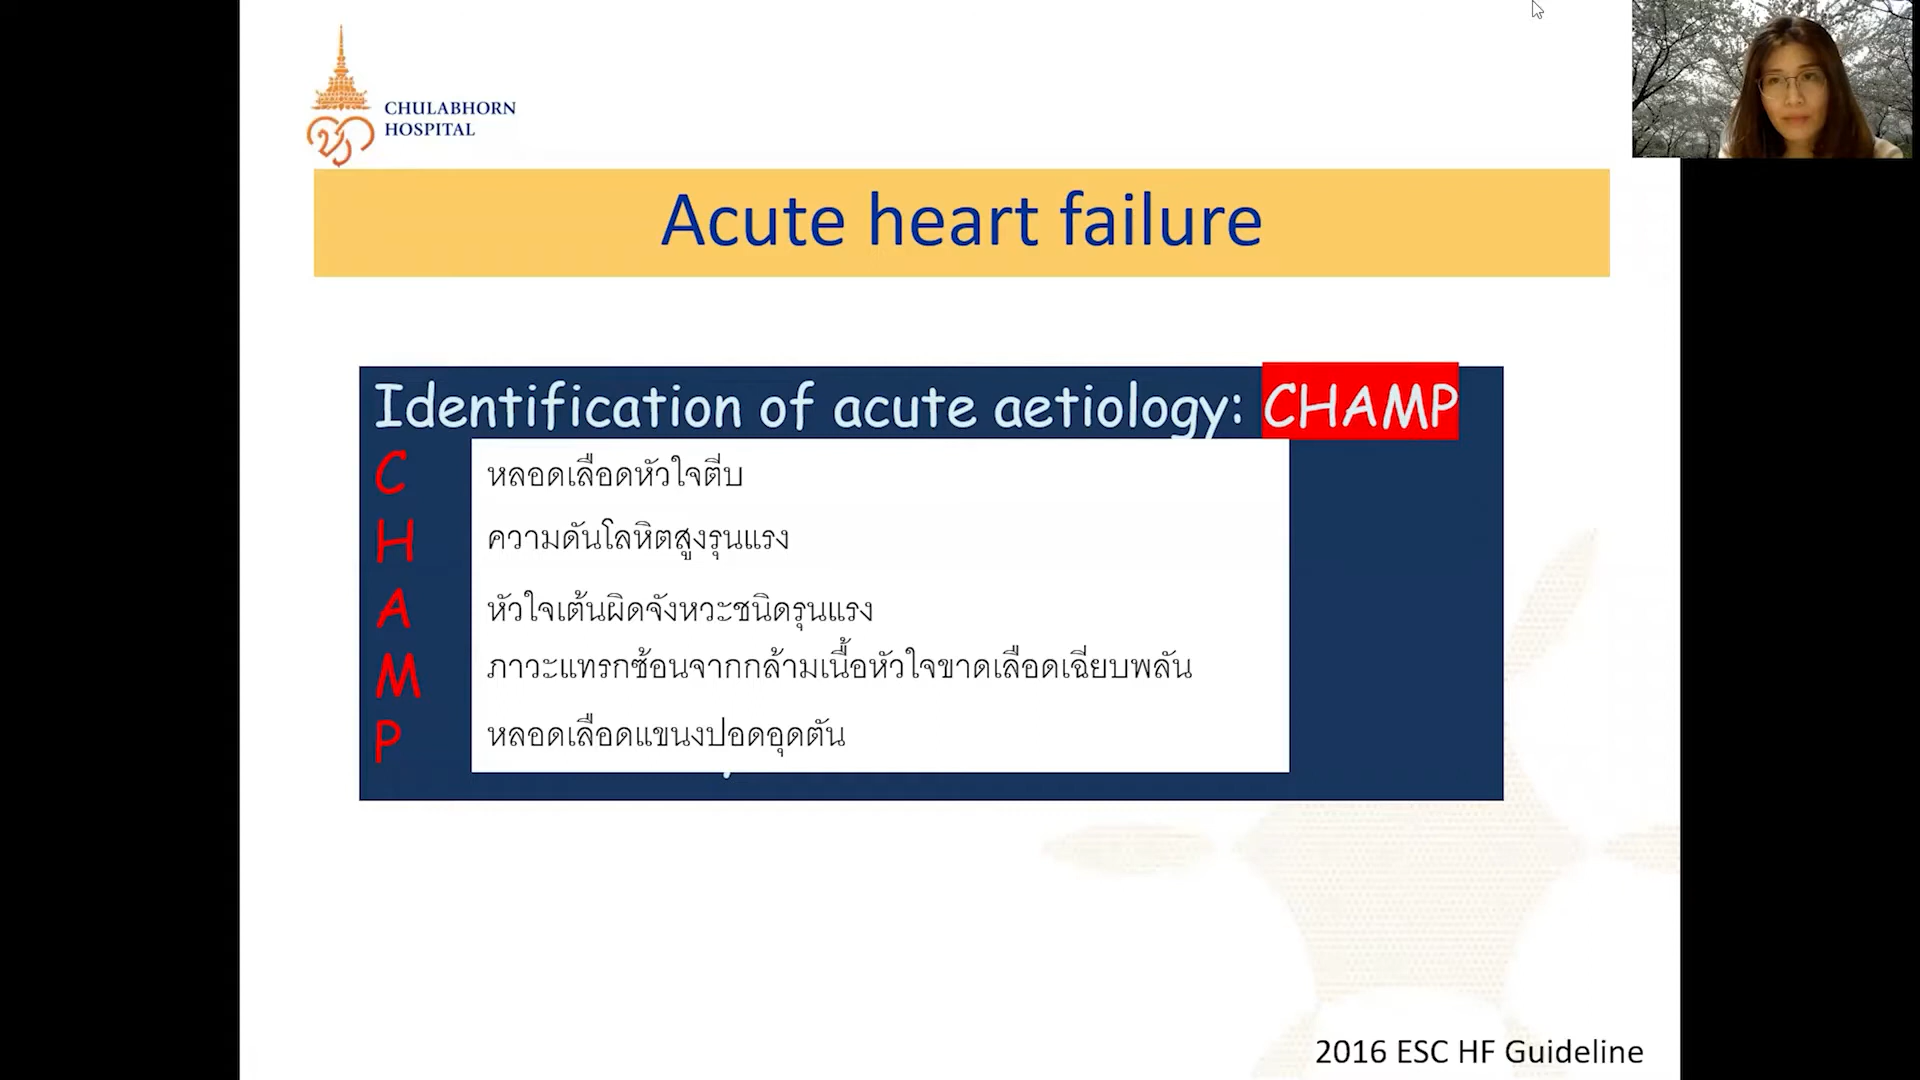 CHULABHORN
HOSPITAL
Acute heart failure
Identification of acute aetiology: CHAMP
C หลอดเลือดหัวใจตีบ
H ความดันโลหิตสูงรุนแรง
A หัวใจเต้นผิดจังหวะชนิดรุนแรง
M ภาวะแทรกซ้อนจากกล้ามเนื้อหัวใจขาดเลือดเฉียบพลัน
P หลอดเลือดแขนงปอดอุดตัน
2016 ESC HF Guideline